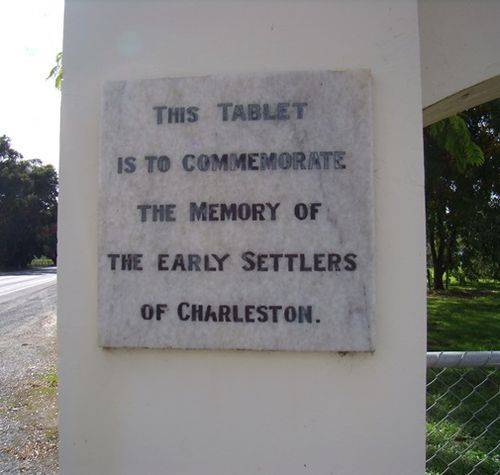 THIS TABLET
IS TO COMMEMORATE
THE MEMORY OF
THE EARLY SETTLERS
OF CHARLESTON.